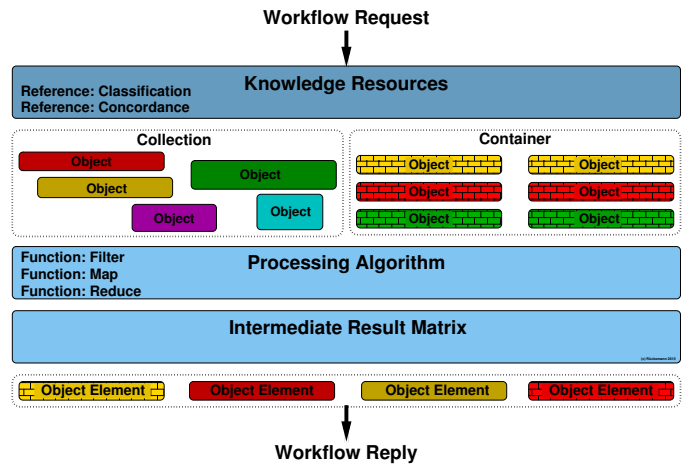 Workflow Request
Knowledge Resources
Reference: Classification
Reference: Concordance
Collection
Container
Object
Object
Object
Object
Object
Object
Object
Object
Object
Object
Object
Function: Filter
Function: Map
Function: Reduce
Processing Algorithm
Intermediate Result Matrix
Object Element
Object Element
Object Element
Object Element
Workflow Reply